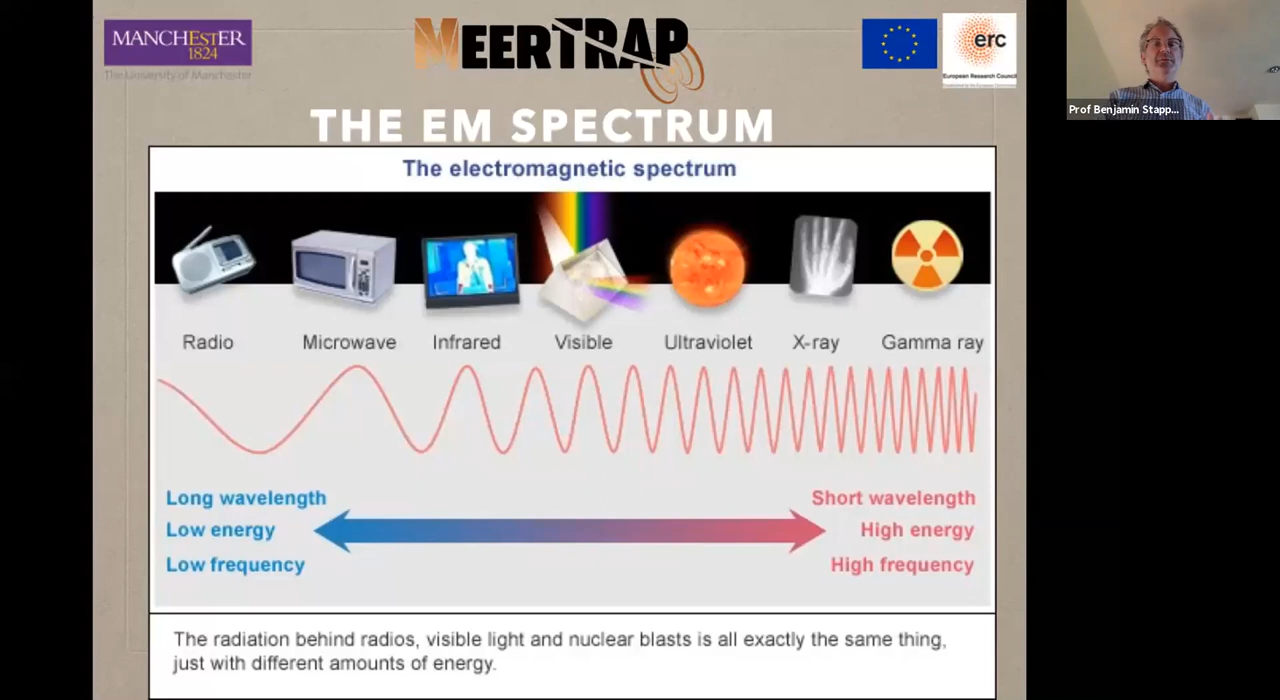 MANCHESTER
1824
The University of Manchester
MEERTRAP
erc
European Research Council
Prof Benjamin Stapp...
THE EM SPECTRUM
The electromagnetic spectrum
Radio Microwave Infrared Visible Ultraviolet X-ray Gamma ray
Long wavelength Short wavelength
Low energy High energy
Low frequency High frequency
The radiation behind radios, visible light and nuclear blasts is all exactly the same thing,
just with different amounts of energy.